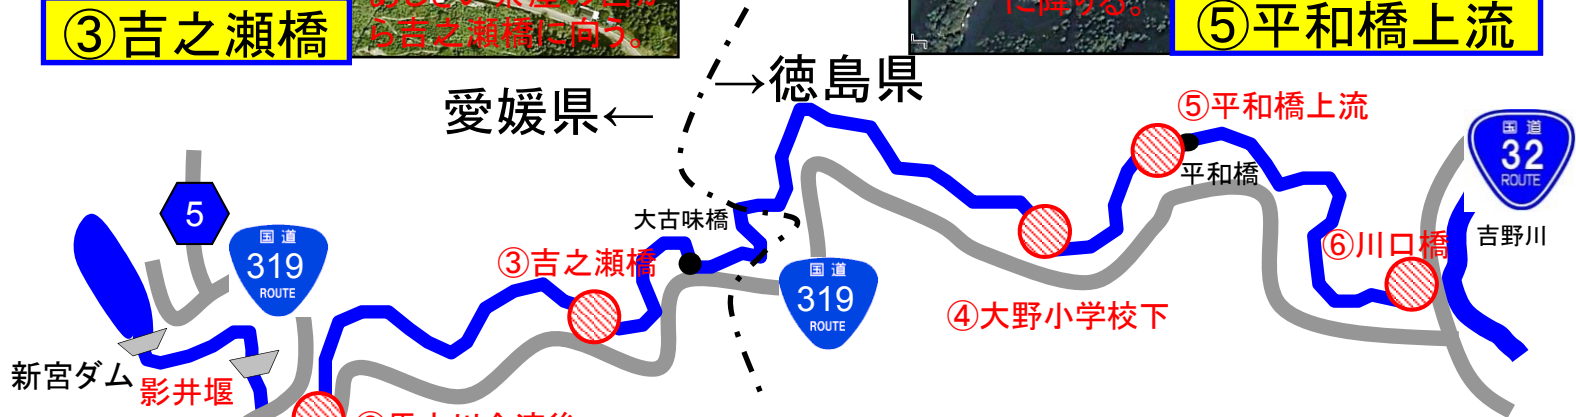 ら吉之瀬橋に向う。
に降りる。
③吉之瀬橋
⑤平和橋上流
→徳島県
愛媛県←
⑤平和橋上流
国道
32
ROUTE
平和橋
5
大古味橋
国道
319
ROUTE
③吉之瀬橋
⑥川口橋
吉野川
国道
319
ROUTE
④大野小学校下
新宮ダム
影井堰